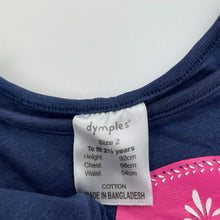 dymples
Size 2
To fit 2½ years
Height 92cm
Chest 56cm
Waist 54cm
COTTON
MADE IN BANGLADESH